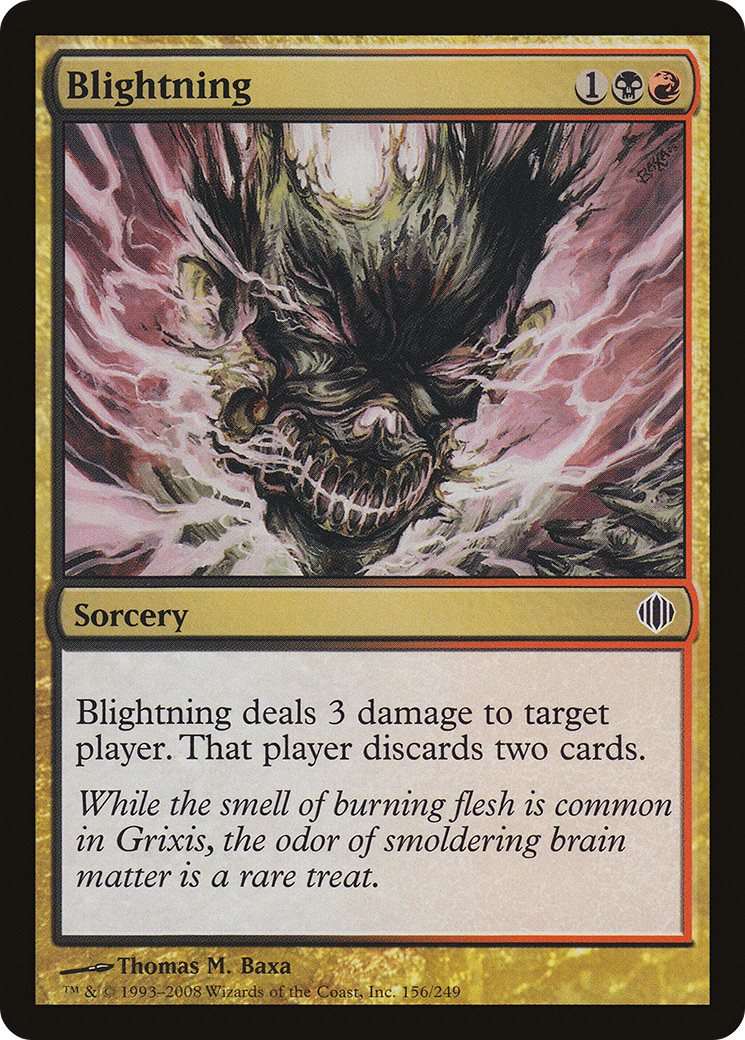 Blightning 1
BAXA
Sorcery
Blightning deals 3 damage to target
player. That player discards two cards.
While the smell of burning flesh is common
in Grixis, the odor of smoldering brain
matter is a rare treat.
Thomas M. Baxa
™ & © 1993–2008 Wizards of the Coast, Inc. 156/249